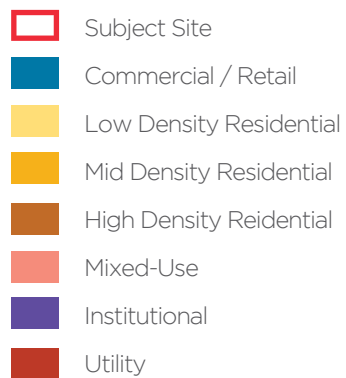 Subject Site
Commercial / Retail
Low Density Residential
Mid Density Residential
High Density Reidential
Mixed-Use
Institutional
Utility